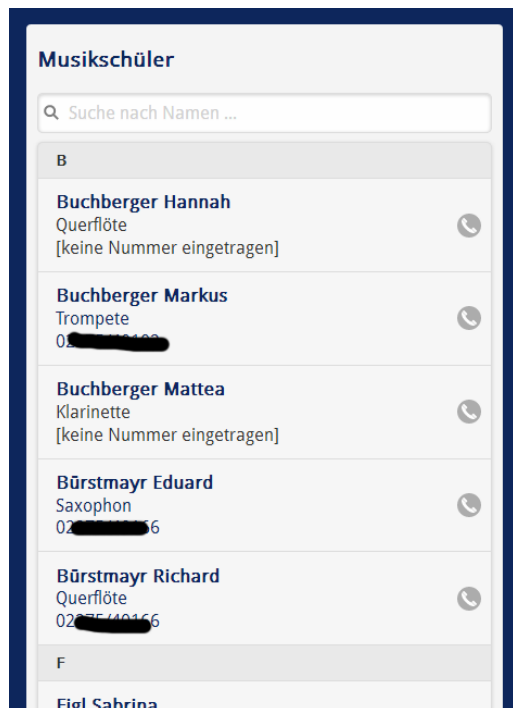 Musikschüler
Suche nach Namen ...
B
Buchberger Hannah
Querflöte
[keine Nummer eingetragen]
Buchberger Markus
Trompete
Buchberger Mattea
Klarinette
[keine Nummer eingetragen]
Bürstmayr Eduard
Saxophon
Bürstmayr Richard
Querflöte
F
Figl Sabrina